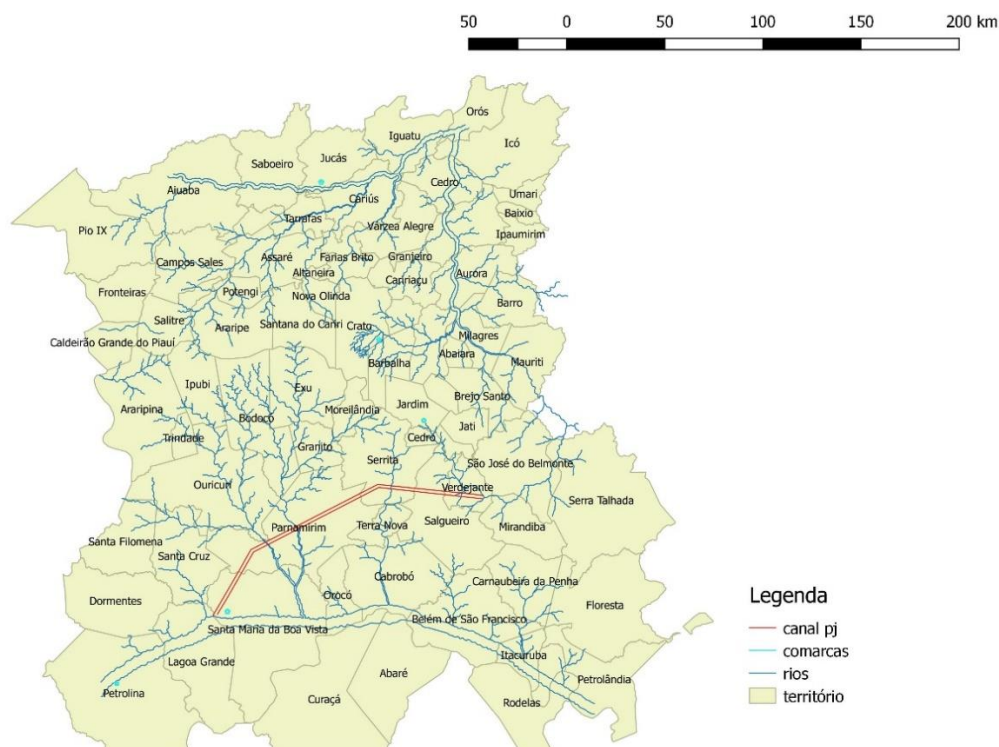 50 0 50 100 150 200 km
Orós
Iguatu
Icó
Saboeiro Jucás
Cedro
Aiuaba
Umari
Cariús
Baixio
Tarrafas
Várzea Alegre
Pio IX
Ipaumirim
Campos Sales Assaré Farias Brito Granjeiro
Altaneira
Aurora
Caririaçu
Fronteiras Potengi Nova Olinda
Barro
Salitre
Araripe Santana do Cariri Crato
Milagres
Caldeirão Grande do Piauí
Abaiara
Barbalha
Mauriti
Ipubi
Exu
Brejo Santo
Araripina
Moreilândia Jardim
Bodocó
Jati
Trindade
Cedro
Granito
Serrita
São José do Belmonte
Ouricuri
Verdejante
Serra Talhada
Salgueiro
Parnamirim Terra Nova Mirandiba
Santa Filomena
Santa Cruz
Cabrobó Carnaubeira da Penha
Dormentes
Orocó
Floresta
Belém de São Francisco
Santa Maria da Boa Vista
Itacuruba
Lagoa Grande
Abaré
Petrolândia
Petrolina
Curaçá Rodelas
Legenda
canal pj
comarcas
rios
território